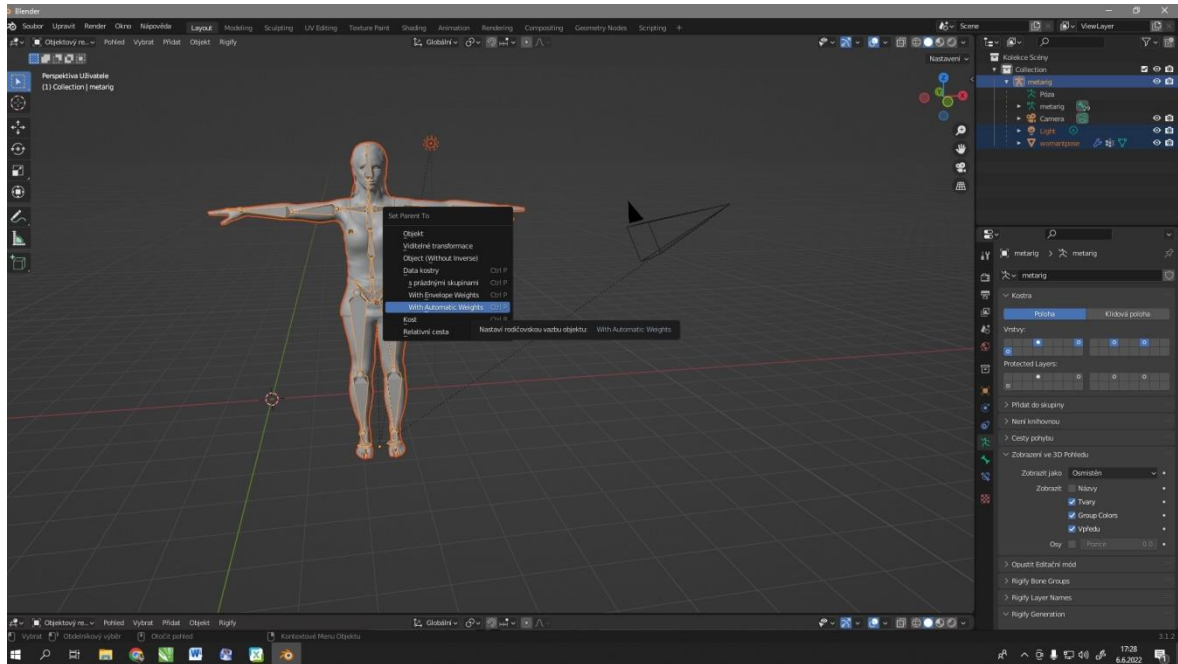 Blender
Soubor Upravit Render Okno Nápověda Layout Modeling Sculpting UV Editing Texture Paint Shading Animation Rendering Compositing Geometry Nodes Scripting + Scene ViewLayer
Objektový re... Pohled Vybrat Přidat Objekt Rigify Globální
Nastavení
Perspektiva Uživatele
(1) Collection | metarig
Kolekce Scény
Collection
metarig
Póza
metarig
Camera
Light
womantpose
Set Parent To
Objekt
Viditelné transformace
Object (Without Inverse)
Data kostry Ctrl P
s prázdnými skupinami Ctrl P
With Envelope Weights Ctrl P
With Automatic Weights Ctrl P
Kost Ctrl P
Relativní cesta
Nastaví rodičovskou vazbu objektu: With Automatic Weights
metarig > metarig
metarig
Kostra
Poloha Klidová poloha
Vrstvy:
Protected Layers:
Přidat do skupiny
Není knihovnou
Cesty pohybu
Zobrazení ve 3D Pohledu
Zobrazit jako Osmistěn
Zobrazit Názvy
Tvary
Group Colors
Vpředu
Osy Pozice 0.0
Opustit Editační mód
Rigify Bone Groups
Rigify Layer Names
Rigify Generation
Objektový re... Pohled Vybrat Přidat Objekt Rigify Globální
Vybrat Obdélníkový výběr Otočit pohled Kontextové Menu Objektu 3.1.2
17:28
6.6.2022